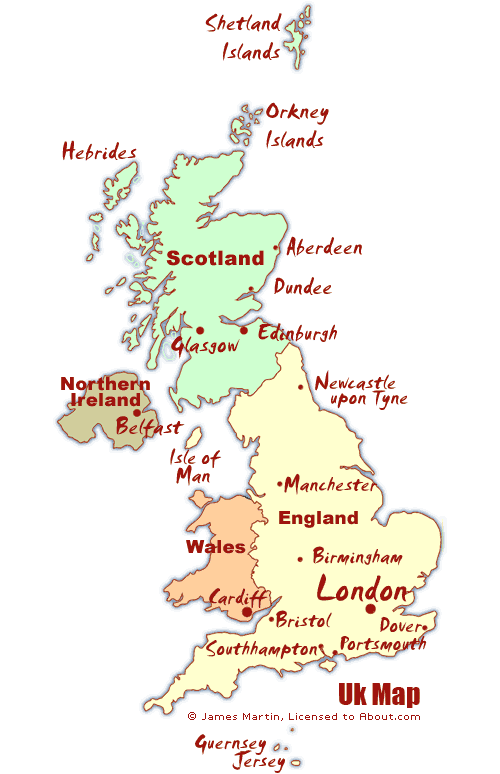 Shetland
Islands
Orkney
Islands
Hebrides
Aberdeen
Scotland
Dundee
Edinburgh
Glasgow
Northern
Ireland
Newcastle
upon Tyne
Belfast
Isle of
Man
Manchester
England
Wales
Birmingham
London
Cardiff
Bristol
Dover
Portsmouth
Southhampton
Uk Map
© James Martin, Licensed to About.com
Guernsey
Jersey